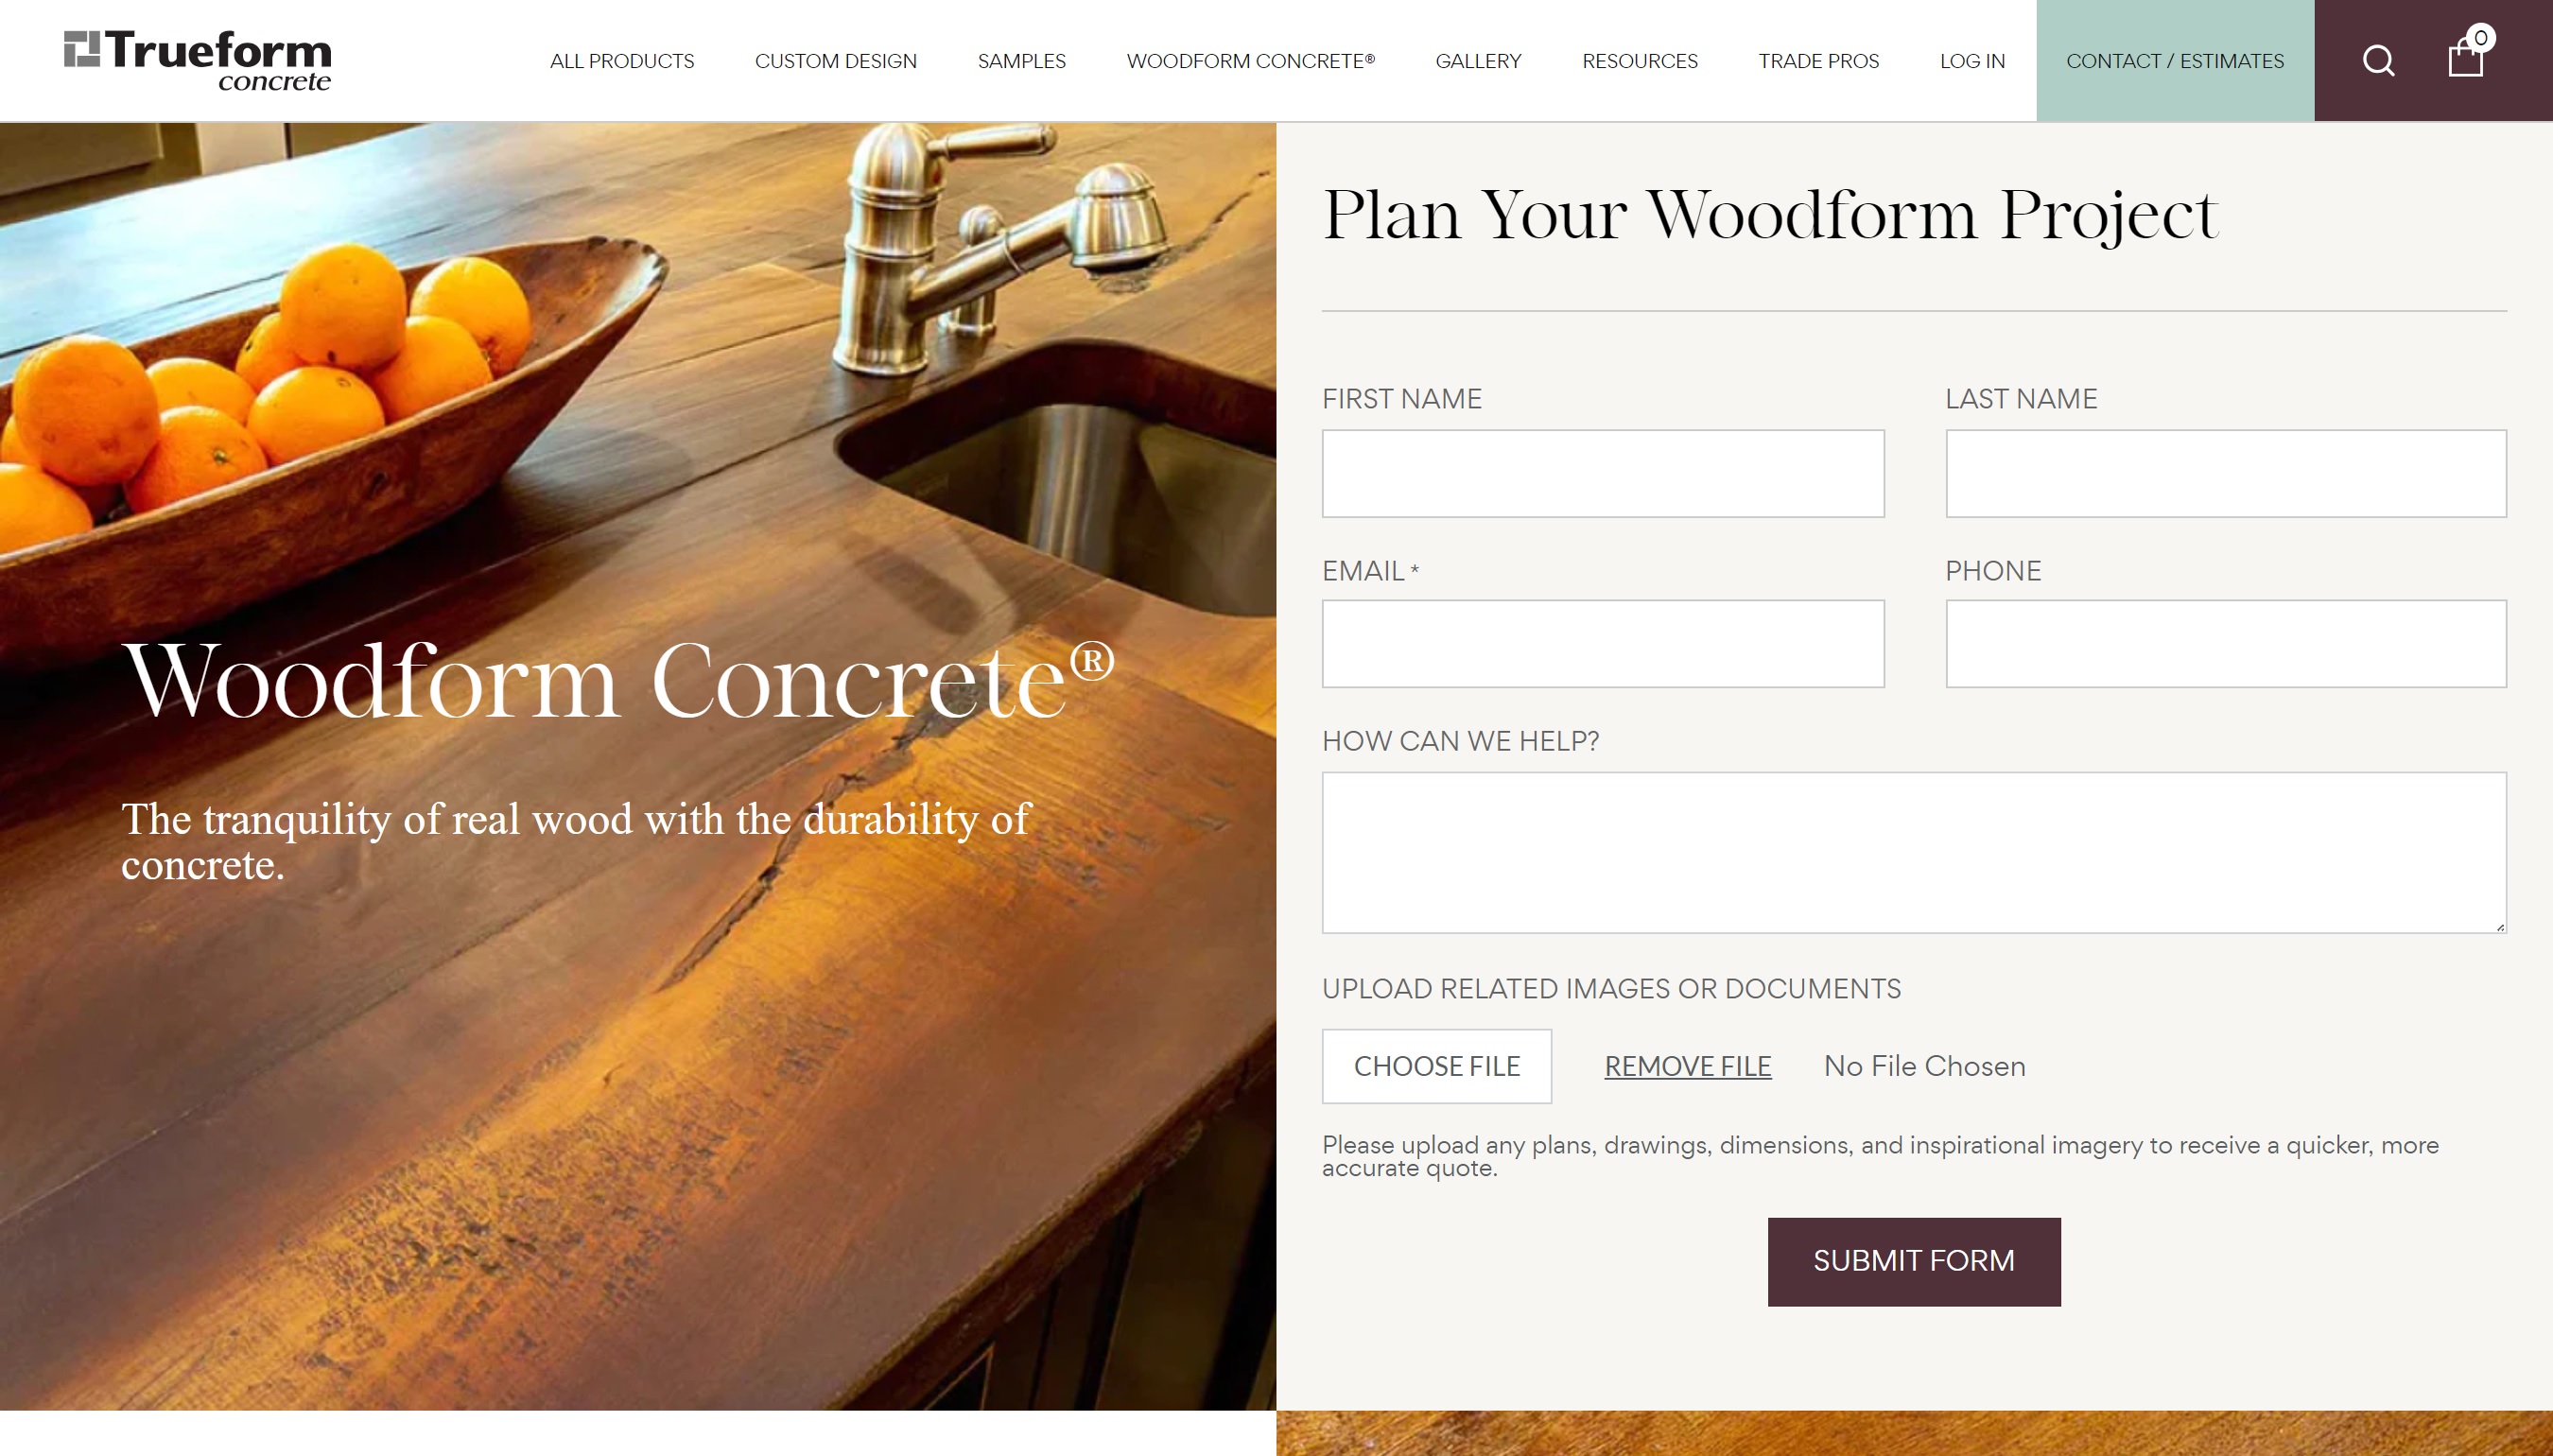 Trueform
concrete
ALL PRODUCTS
CUSTOM DESIGN
SAMPLES
WOODFORM CONCRETE®
GALLERY
RESOURCES
TRADE PROS
LOG IN
CONTACT / ESTIMATES
0
Woodform Concrete®
The tranquility of real wood with the durability of
concrete.
Plan Your Woodform Project
FIRST NAME
LAST NAME
EMAIL *
PHONE
HOW CAN WE HELP?
UPLOAD RELATED IMAGES OR DOCUMENTS
CHOOSE FILE
REMOVE FILE
No File Chosen
Please upload any plans, drawings, dimensions, and inspirational imagery to receive a quicker, more
accurate quote.
SUBMIT FORM